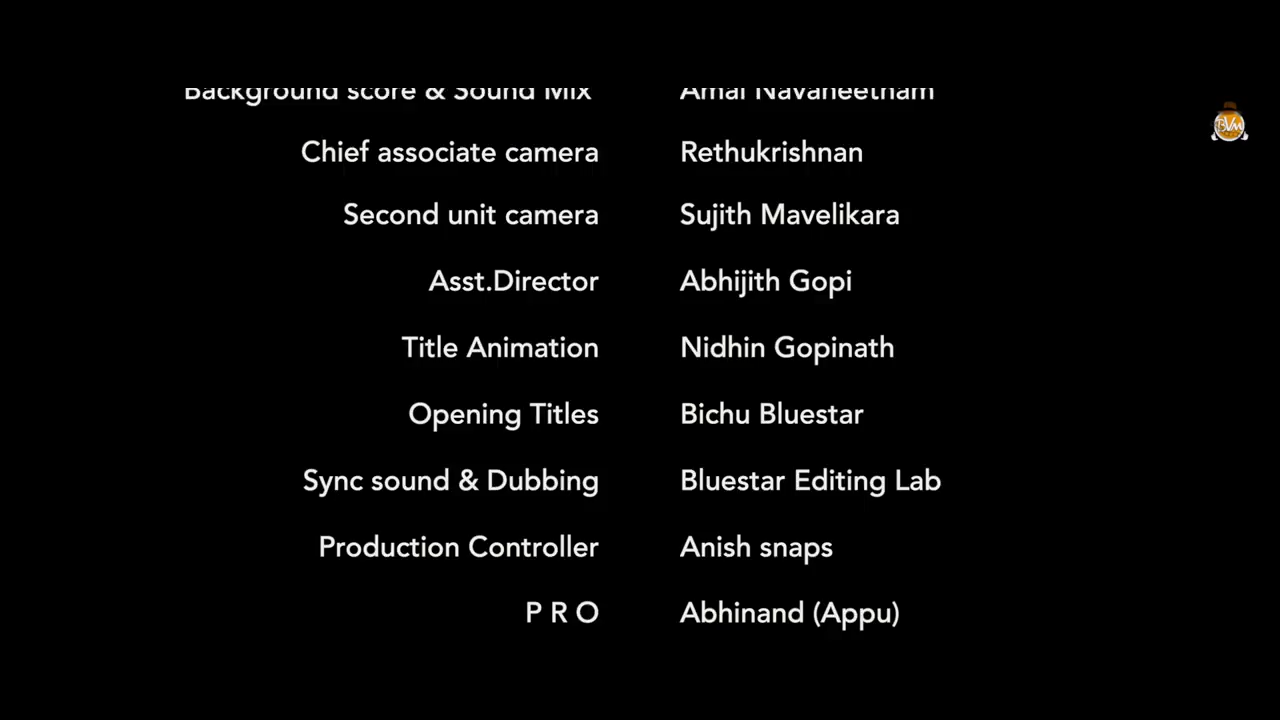 Background score & Sound Mix Amal Navaneetham
Chief associate camera Rethukrishnan
Second unit camera Sujith Mavelikara
Asst.Director Abhijith Gopi
Title Animation Nidhin Gopinath
Opening Titles Bichu Bluestar
Sync sound & Dubbing Bluestar Editing Lab
Production Controller Anish snaps
P R O Abhinand (Appu)
BVM